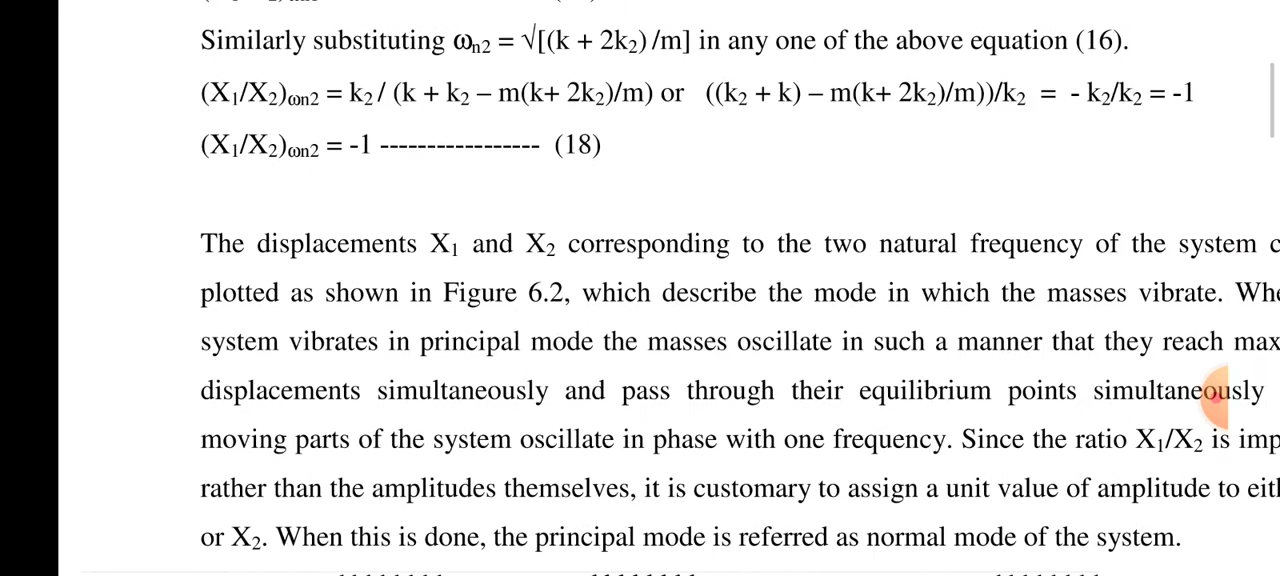 Similarly substituting ωn2 = √[(k + 2k2) /m] in any one of the above equation (16).
(X1/X2)ωn2 = k2 / (k + k2 – m(k+ 2k2)/m) or ((k2 + k) – m(k+ 2k2)/m))/k2 = - k2/k2 = -1
(X1/X2)ωn2 = -1 ----------------- (18)
The displacements X1 and X2 corresponding to the two natural frequency of the system
plotted as shown in Figure 6.2, which describe the mode in which the masses vibrate.
system vibrates in principal mode the masses oscillate in such a manner that they reach
displacements simultaneously and pass through their equilibrium points simultaneously
moving parts of the system oscillate in phase with one frequency. Since the ratio X1/X2 is
rather than the amplitudes themselves, it is customary to assign a unit value of amplitude to
or X2. When this is done, the principal mode is referred as normal mode of the system.